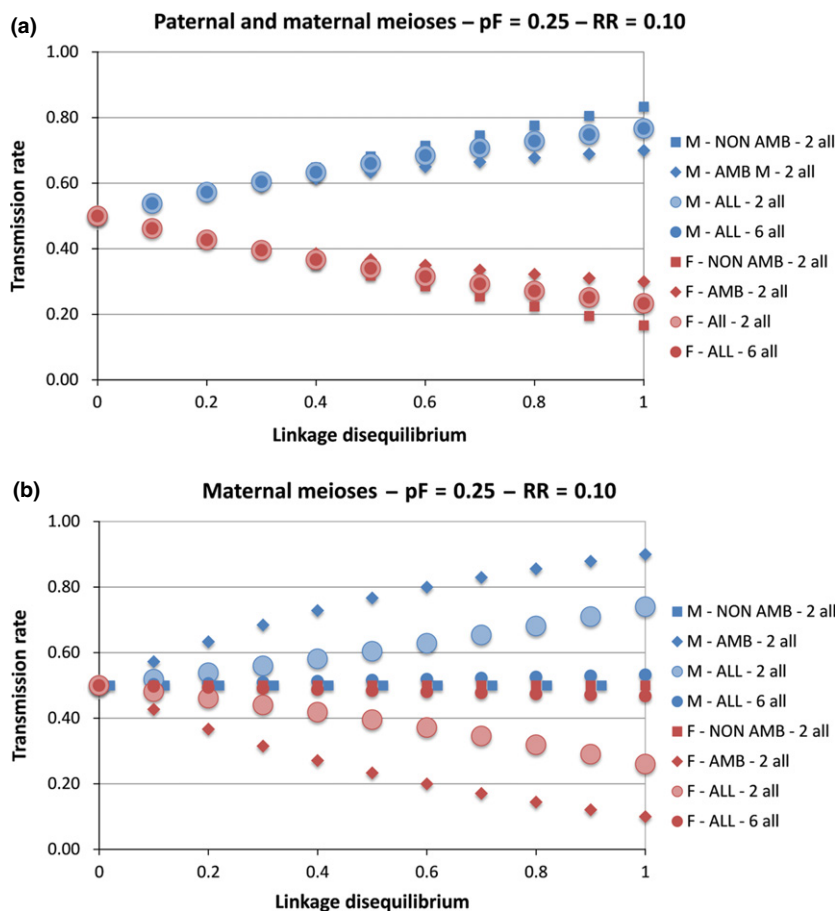 (a)
Paternal and maternal meioses – pF = 0.25 – RR = 0.10
1.00
0.80
0.60
0.40
0.20
0.00
Transmission rate
0
0.2
0.4
0.6
0.8
1
Linkage disequilibrium
M - NON AMB - 2 all
M - AMB M - 2 all
M - ALL - 2 all
M - ALL - 6 all
F - NON AMB - 2 all
F - AMB - 2 all
F - All - 2 all
F - ALL - 6 all
(b)
Maternal meioses – pF = 0.25 – RR = 0.10
1.00
0.80
0.60
0.40
0.20
0.00
Transmission rate
0
0.2
0.4
0.6
0.8
1
Linkage disequilibrium
M - NON AMB - 2 all
M - AMB - 2 all
M - ALL - 2 all
M - ALL - 6 all
F - NON AMB - 2 all
F - AMB - 2 all
F - ALL - 2 all
F - ALL - 6 all